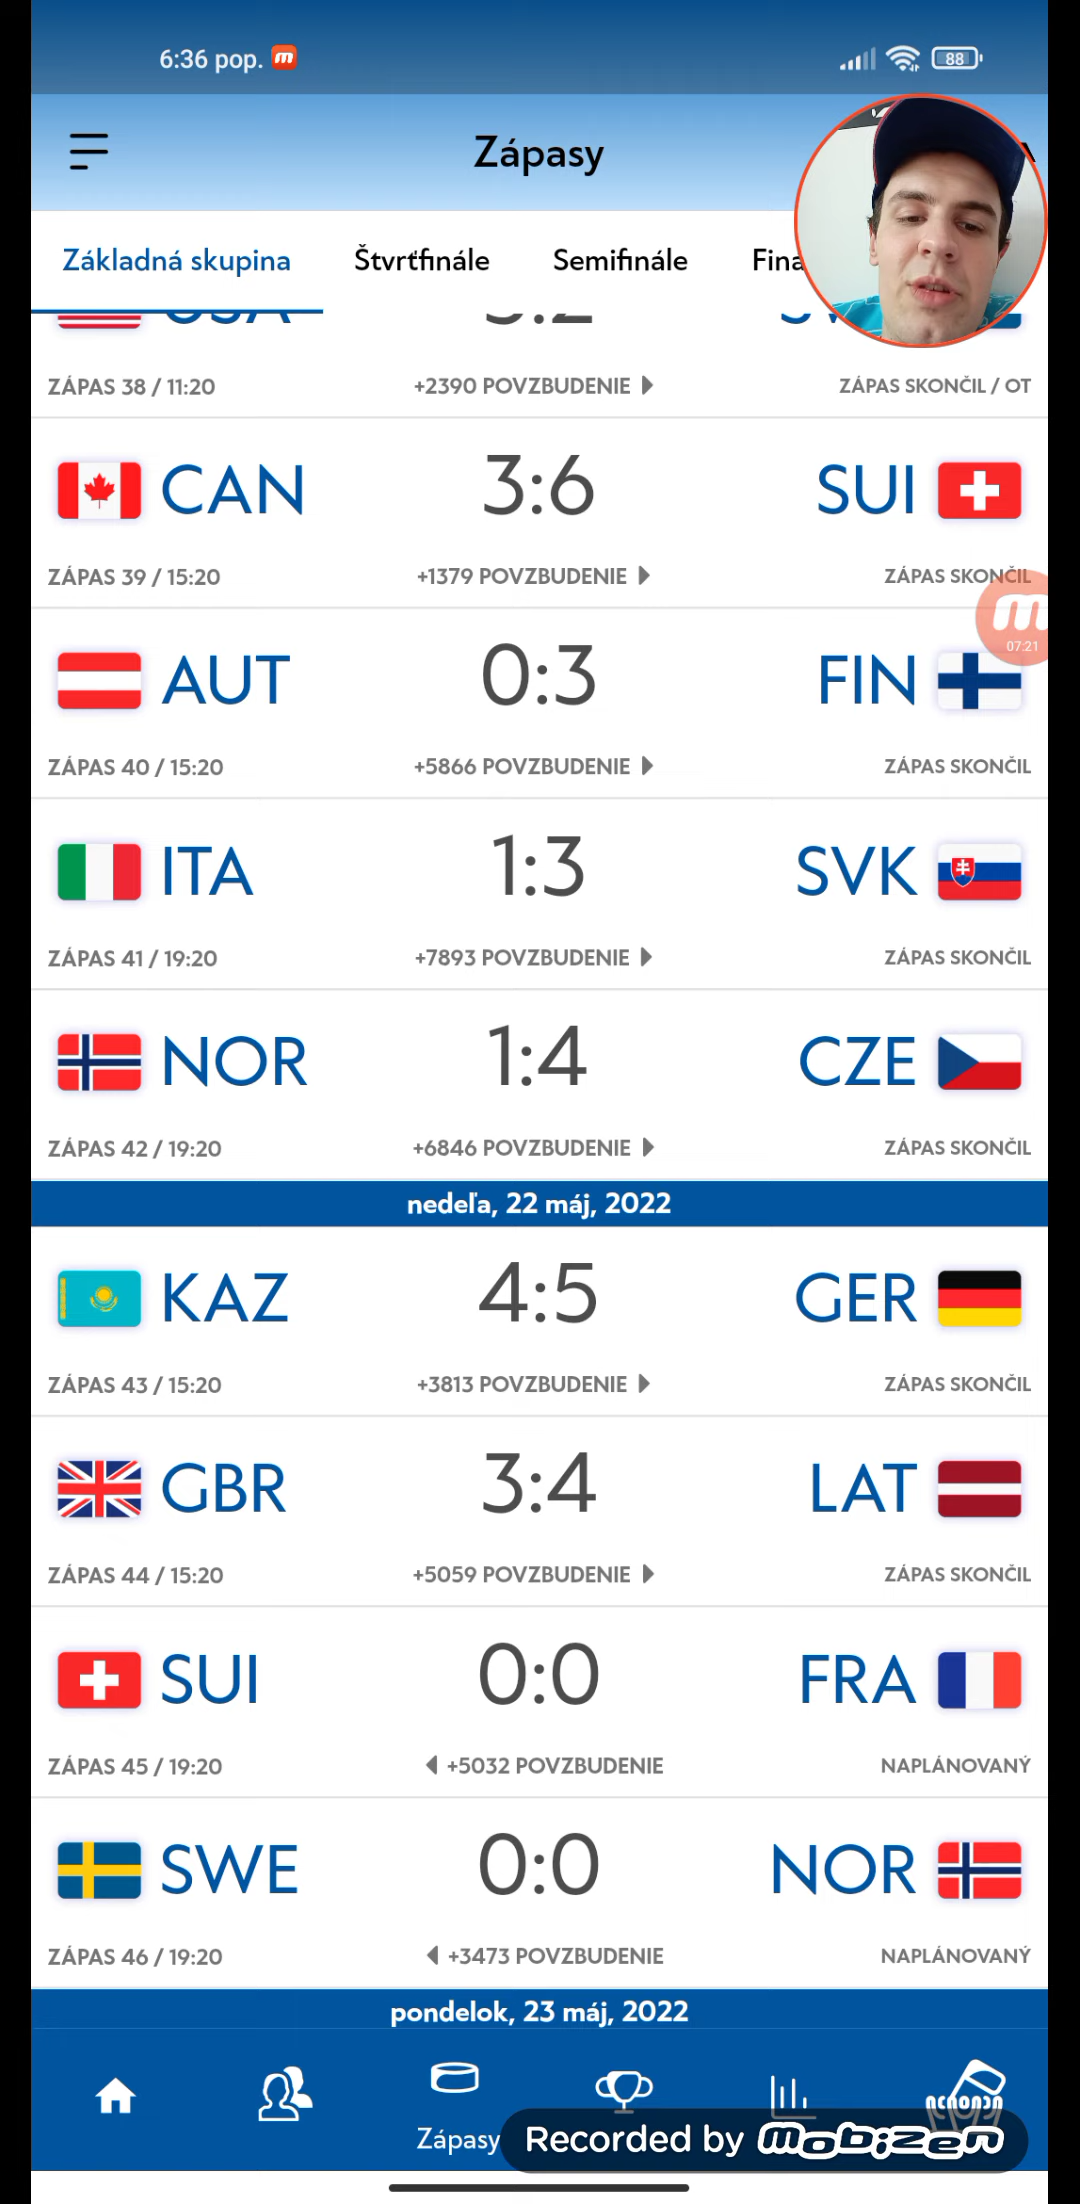 6:36 pop. m
88
Zápasy
Základná skupina Štvrťfinále Semifinále
ZÁPAS 38 / 11:20 +2390 POVZBUDENIE ZÁPAS SKONČIL / OT
CAN 3:6 SUI
ZÁPAS 39 / 15:20 +1379 POVZBUDENIE ZÁPAS SKONČIL
m
07:21
AUT 0:3 FIN
ZÁPAS 40 / 15:20 +5866 POVZBUDENIE ZÁPAS SKONČIL
ITA 1:3 SVK
ZÁPAS 41 / 19:20 +7893 POVZBUDENIE ZÁPAS SKONČIL
NOR 1:4 CZE
ZÁPAS 42 / 19:20 +6846 POVZBUDENIE ZÁPAS SKONČIL
nedeľa, 22 máj, 2022
KAZ 4:5 GER
ZÁPAS 43 / 15:20 +3813 POVZBUDENIE ZÁPAS SKONČIL
GBR 3:4 LAT
ZÁPAS 44 / 15:20 +5059 POVZBUDENIE ZÁPAS SKONČIL
SUI 0:0 FRA
ZÁPAS 45 / 19:20 +5032 POVZBUDENIE NAPLÁNOVANÝ
SWE 0:0 NOR
ZÁPAS 46 / 19:20 +3473 POVZBUDENIE NAPLÁNOVANÝ
pondelok, 23 máj, 2022
Zápasy
Recorded by Mobizen